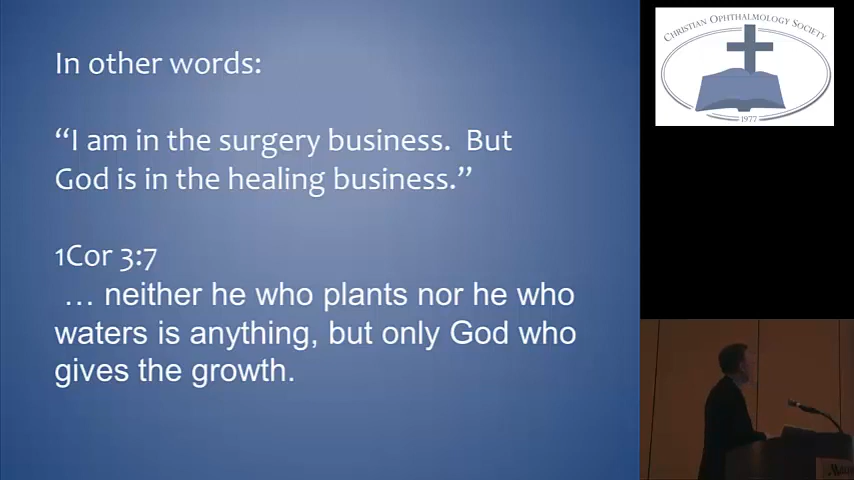 In other words:
“I am in the surgery business.  But
God is in the healing business.”
1Cor 3:7
… neither he who plants nor he who
waters is anything, but only God who
gives the growth.
CHRISTIAN OPHTHALMOLOGY SOCIETY
1977